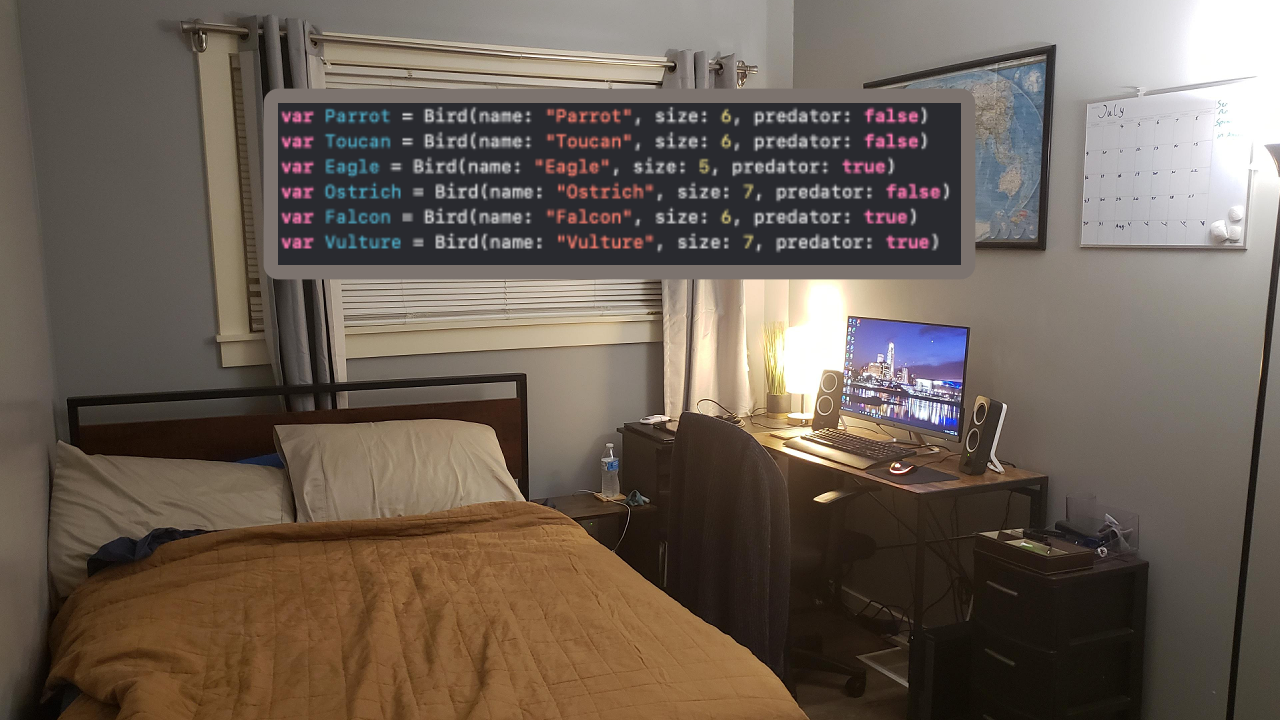 var Parrot = Bird(name: "Parrot", size: 6, predator: false)
var Toucan = Bird(name: "Toucan", size: 6, predator: false)
var Eagle = Bird(name: "Eagle", size: 5, predator: true)
var Ostrich = Bird(name: "Ostrich", size: 7, predator: false)
var Falcon = Bird(name: "Falcon", size: 6, predator: true)
var Vulture = Bird(name: "Vulture", size: 7, predator: true)
July
Aug